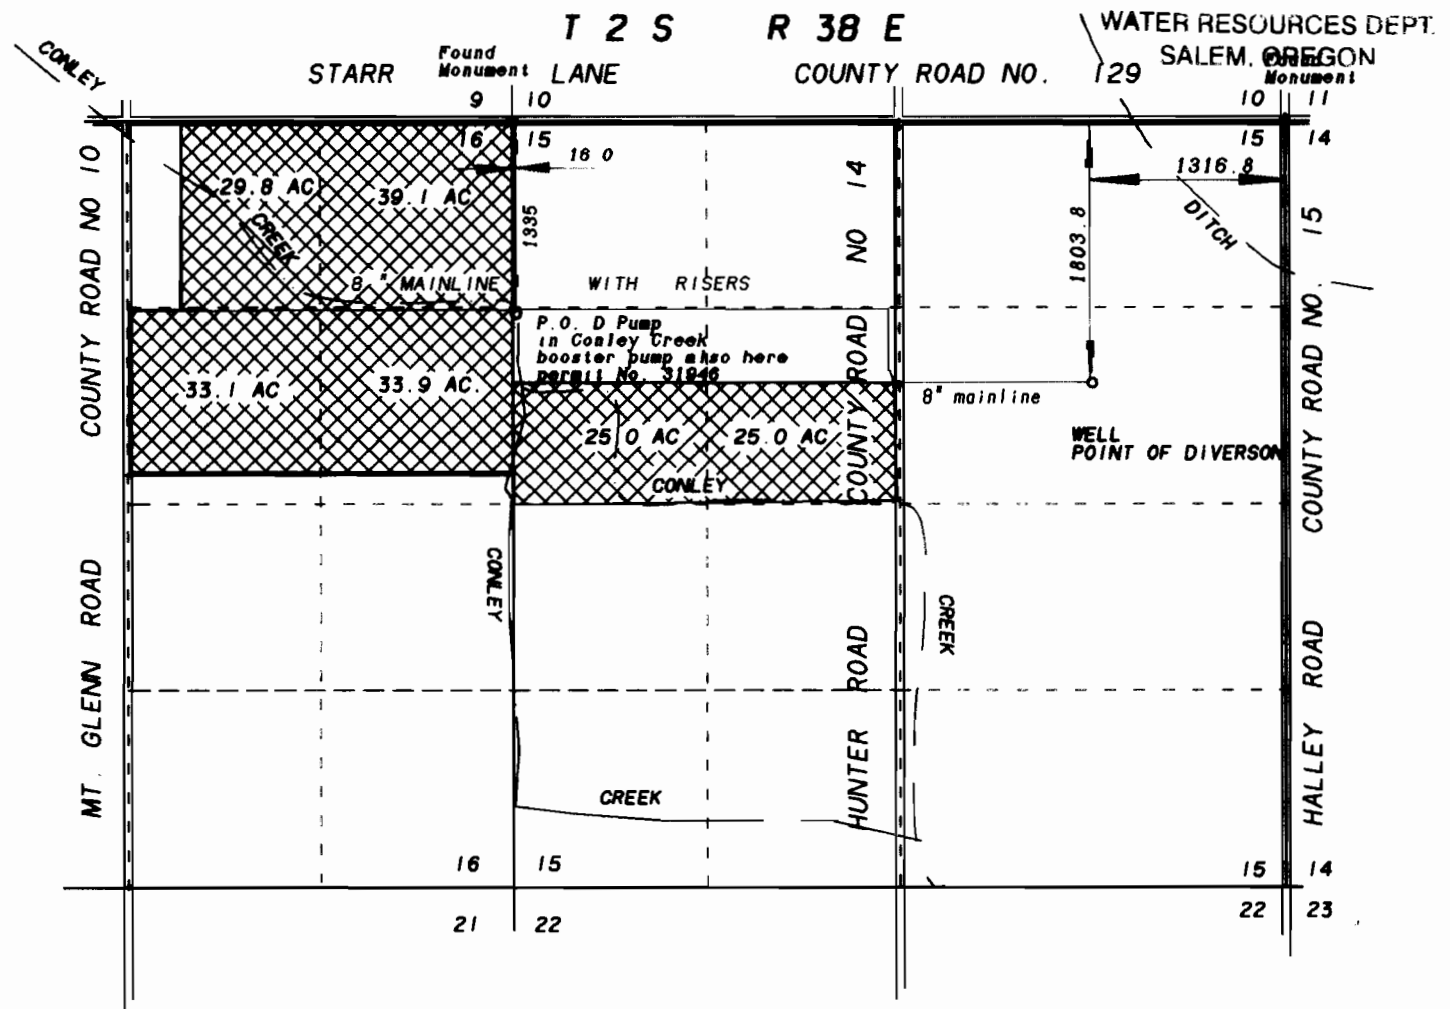 T 2 S R 38 E
WATER RESOURCES DEPT.
SALEM, OREGON
CONLEY
STARR
Found
Monument
LANE
COUNTY ROAD NO. 129
Monument
9 10
10 11
16 15
15 14
16 0
1316.8
29.8 AC
39.1 AC
CREEK
1335
COUNTY ROAD NO 10
COUNTY ROAD NO 14
1803.8
DITCH
COUNTY ROAD NO. 15
8" MAINLINE WITH RISERS
P.O. D Pump
in Conley Creek
booster pump also here
permit No. 31946
33.1 AC
33.9 AC.
8" mainline
25.0 AC
25.0 AC
WELL
POINT OF DIVERSON
CONLEY
CONLEY
CREEK
MT. GLENN ROAD
HUNTER ROAD
HALLEY ROAD
CREEK
16 15
15 14
21 22
22 23